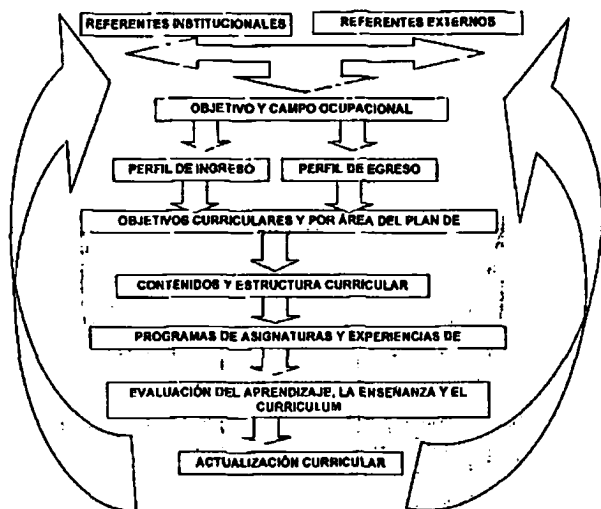 REFERENTES INSTITUCIONALES
REFERENTES EXTERNOS
OBJETIVO Y CAMPO OCUPACIONAL
PERFIL DE INGRESO
PERFIL DE EGRESO
OBJETIVOS CURRICULARES Y POR ÁREA DEL PLAN DE
CONTENIDOS Y ESTRUCTURA CURRICULAR
PROGRAMAS DE ASIGNATURAS Y EXPERIENCIAS DE
EVALUACIÓN DEL APRENDIZAJE, LA ENSEÑANZA Y EL
CURRICULUM
ACTUALIZACIÓN CURRICULAR